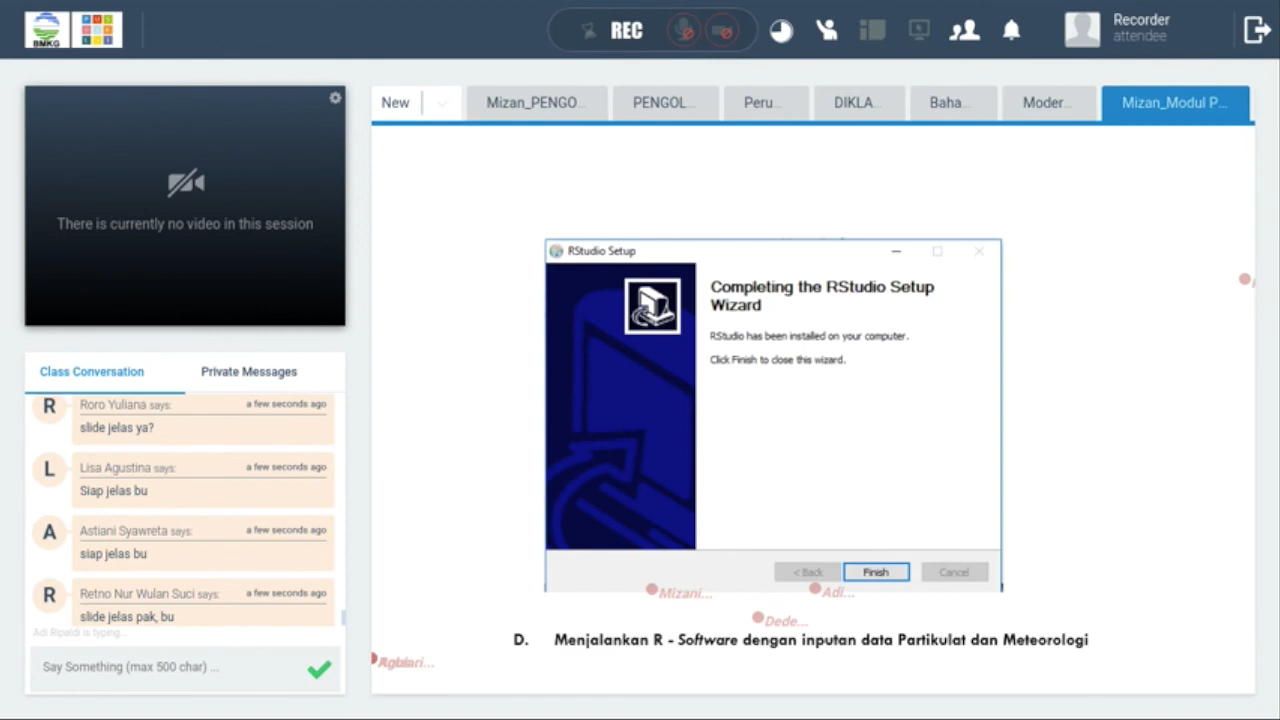 BMKG
REC
Recorder
attendee
There is currently no video in this session
New
Mizan_PENGO...
PENGOL...
Peru...
DIKLA...
Baha...
Moder...
Mizan_Modul P...
RStudio Setup
Completing the RStudio Setup
Wizard
RStudio has been installed on your computer.
Click Finish to close this wizard.
< Back
Finish
Cancel
Mizani...
Adi...
Dede...
D. Menjalankan R - Software dengan inputan data Partikulat dan Meteorologi
Class Conversation
Private Messages
R
Roro Yuliana says:
a few seconds ago
slide jelas ya?
L
Lisa Agustina says:
a few seconds ago
Siap jelas bu
A
Astiani Syawreta says:
a few seconds ago
siap jelas bu
R
Retno Nur Wulan Suci says:
a few seconds ago
slide jelas pak, bu
Adi Ripaldi is typing...
Say Something (max 500 char) ...